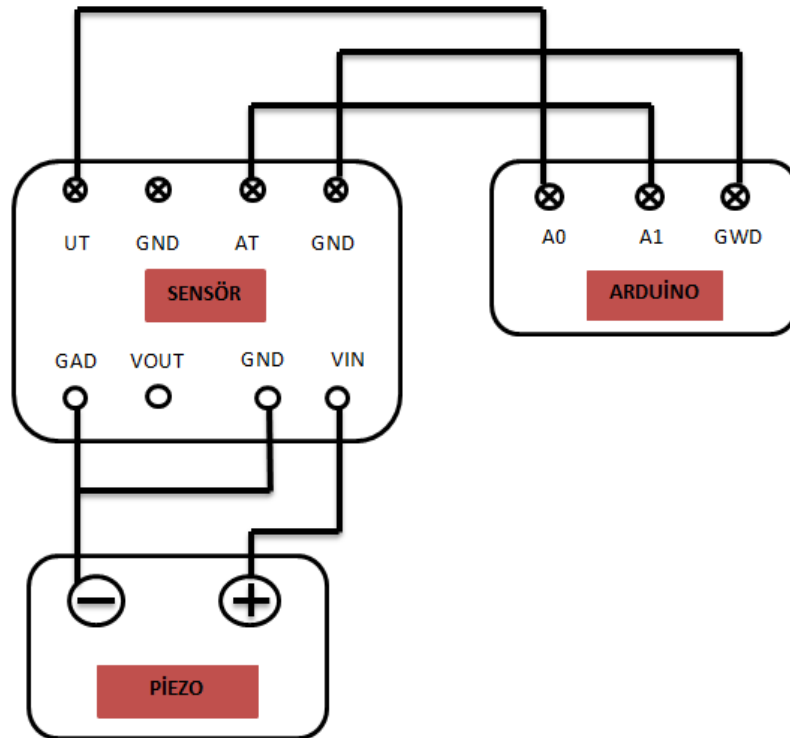 UT GND AT GND
SENSÖR
GAD VOUT GND VIN
A0 A1 GWD
ARDUİNO
PİEZO